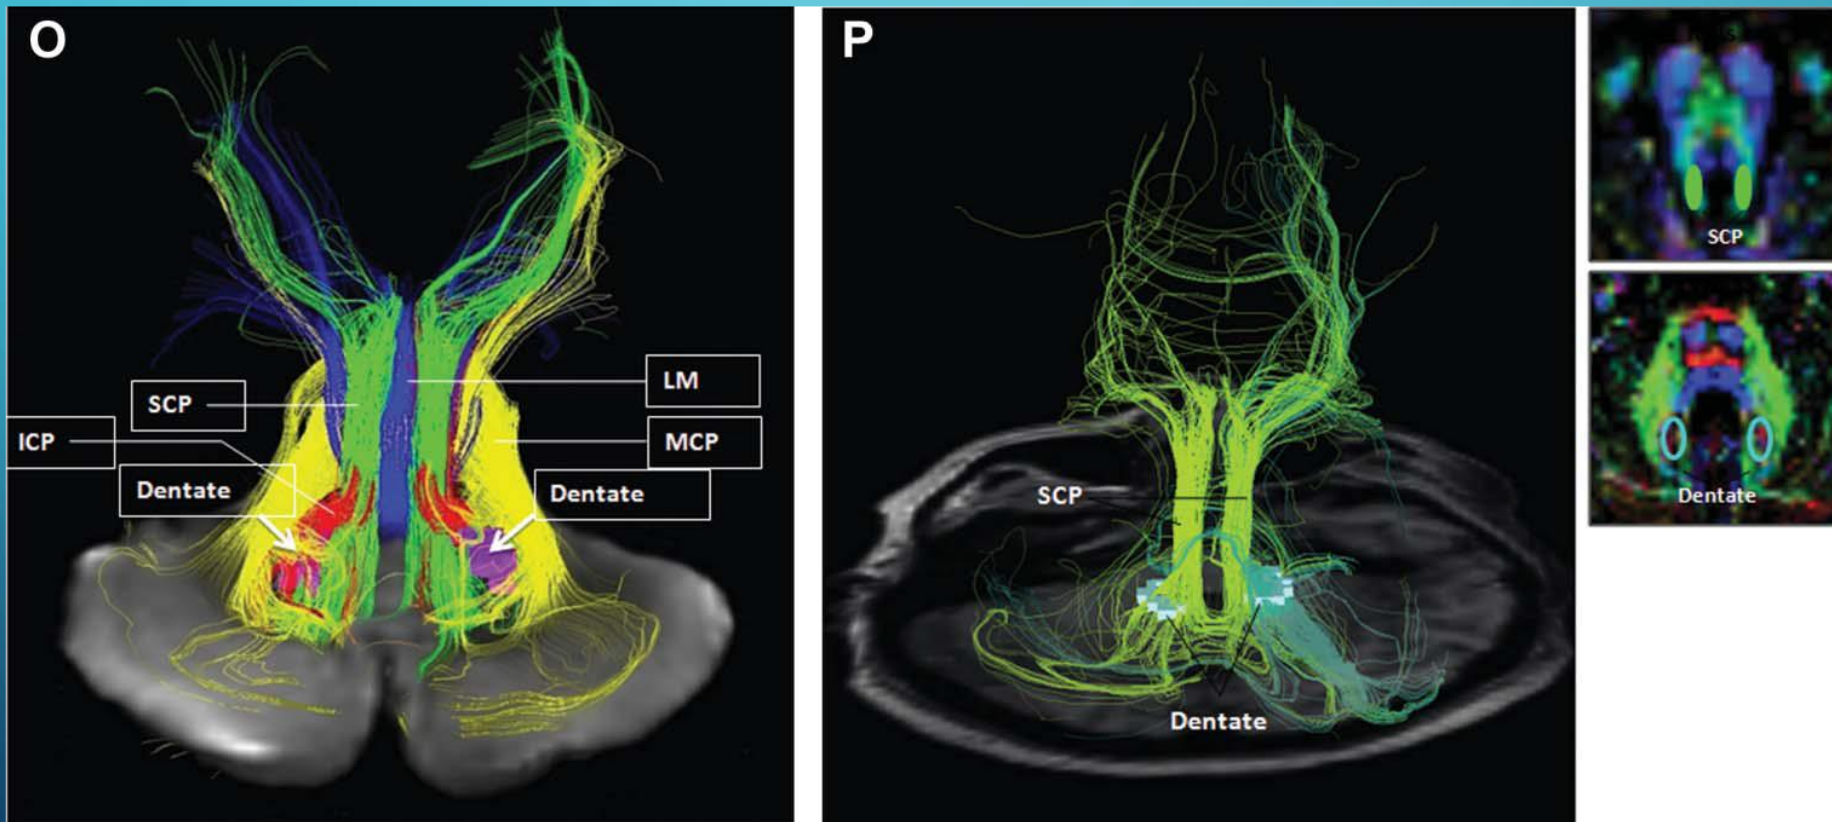 O
SCP
ICP
Dentate
LM
MCP
Dentate
P
SCP
Dentate
SCP
Dentate